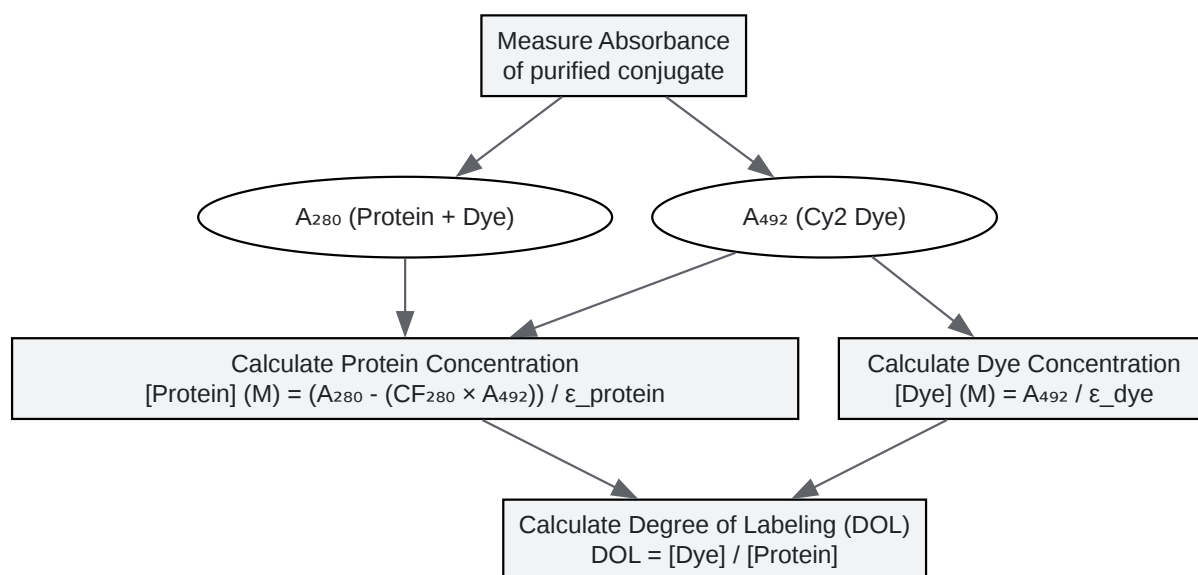 Measure Absorbance
of purified conjugate
A₂₈₀ (Protein + Dye)
A₄₉₂ (Cy2 Dye)
Calculate Protein Concentration
[Protein] (M) = (A₂₈₀ - (CF₂₈₀ × A₄₉₂)) / ε_protein
Calculate Dye Concentration
[Dye] (M) = A₄₉₂ / ε_dye
Calculate Degree of Labeling (DOL)
DOL = [Dye] / [Protein]